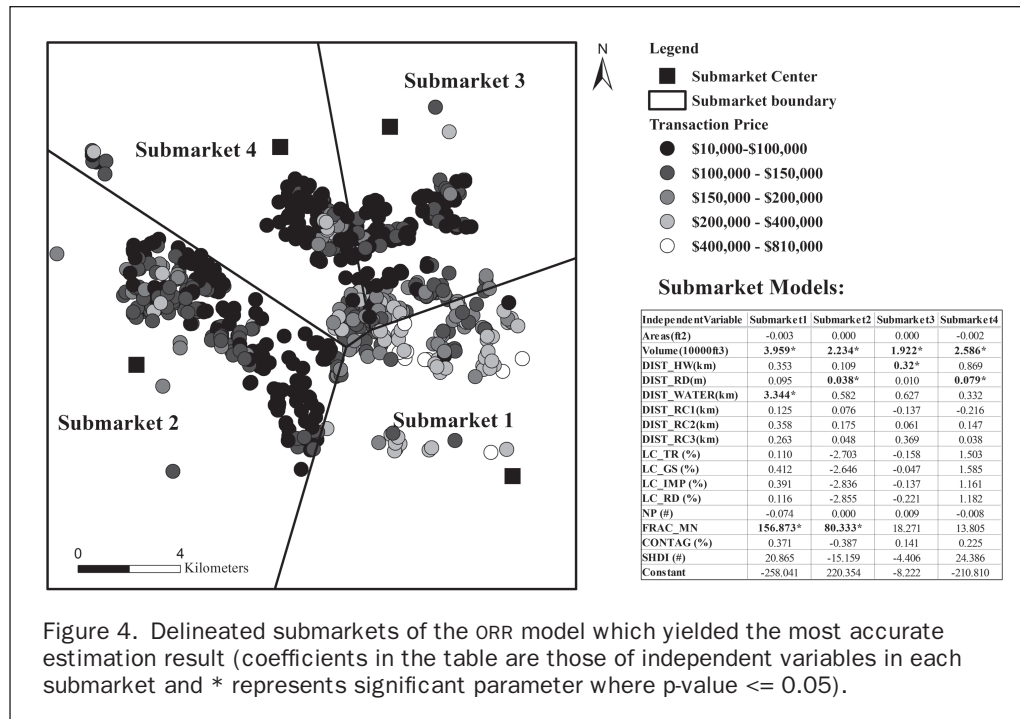 N
Submarket 3
Submarket 4
Submarket 2
Submarket 1
0 4
Kilometers
Legend
Submarket Center
Submarket boundary
Transaction Price
$10,000-$100,000
$100,000 - $150,000
$150,000 - $200,000
$200,000 - $400,000
$400,000 - $810,000
Submarket Models:
IndependentVariable Submarket1 Submarket2 Submarket3 Submarket4
Areas(ft2) -0.003 0.000 0.000 -0.002
Volume(10000ft3) 3.959* 2.234* 1.922* 2.586*
DIST_HW(km) 0.353 0.109 0.32* 0.869
DIST_RD(m) 0.095 0.038* 0.010 0.079*
DIST_WATER(km) 3.344* 0.582 0.627 0.332
DIST_RC1(km) 0.125 0.076 -0.137 -0.216
DIST_RC2(km) 0.358 0.175 0.061 0.147
DIST_RC3(km) 0.263 0.048 0.369 0.038
LC_TR (%) 0.110 -2.703 -0.158 1.503
LC_GS (%) 0.412 -2.646 -0.047 1.585
LC_IMP (%) 0.391 -2.836 -0.137 1.161
LC_RD (%) 0.116 -2.855 -0.221 1.182
NP (#) -0.074 0.000 0.009 -0.008
FRAC_MN 156.873* 80.333* 18.271 13.805
CONTAG (%) 0.371 -0.387 0.141 0.225
SHDI (#) 20.865 -15.159 -4.406 24.386
Constant -258.041 220.354 -8.222 -210.810
Figure 4. Delineated submarkets of the ORR model which yielded the most accurate
estimation result (coefficients in the table are those of independent variables in each
submarket and * represents significant parameter where p-value <= 0.05).